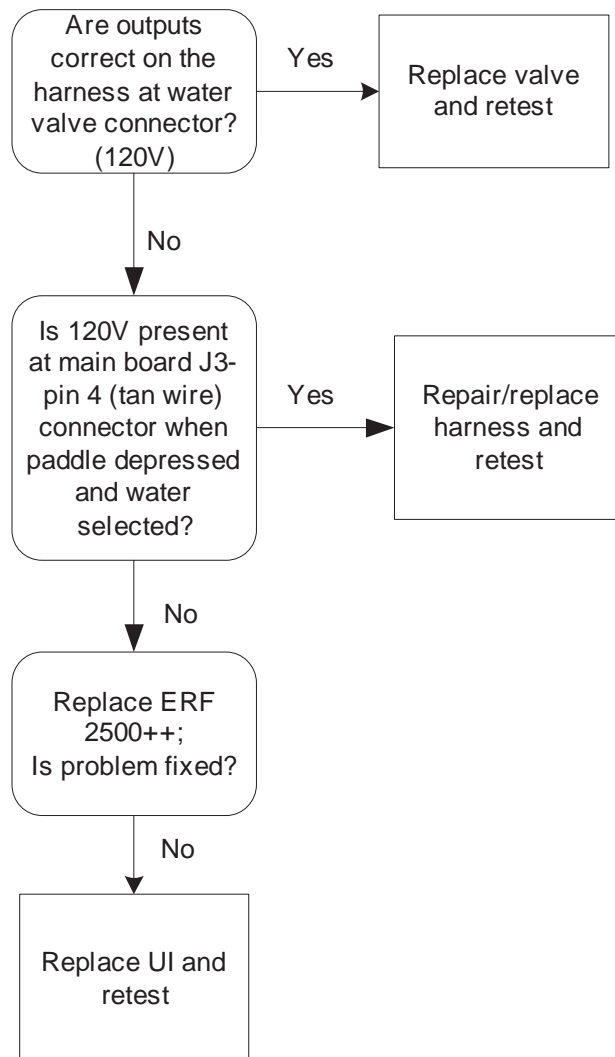 Are outputs
correct on the
harness at water
valve connector?
(120V)
Yes
Replace valve
and retest
No
Is 120V present
at main board J3-
pin 4 (tan wire)
connector when
paddle depressed
and water
selected?
Yes
Repair/replace
harness and
retest
No
Replace ERF
2500++;
Is problem fixed?
No
Replace UI and
retest